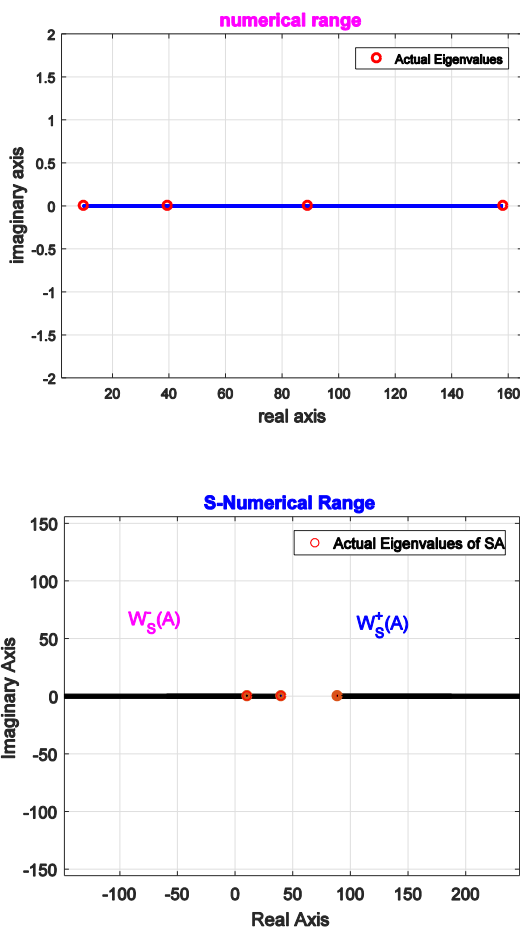 numerical range
2
1.5
1
0.5
0
-0.5
-1
-1.5
-2
imaginary axis
Actual Eigenvalues
20 40 60 80 100 120 140 160
real axis
S-Numerical Range
150
100
50
0
-50
-100
-150
Imaginary Axis
Actual Eigenvalues of SA
W_S^-(A) W_S^+(A)
-100 -50 0 50 100 150 200
Real Axis